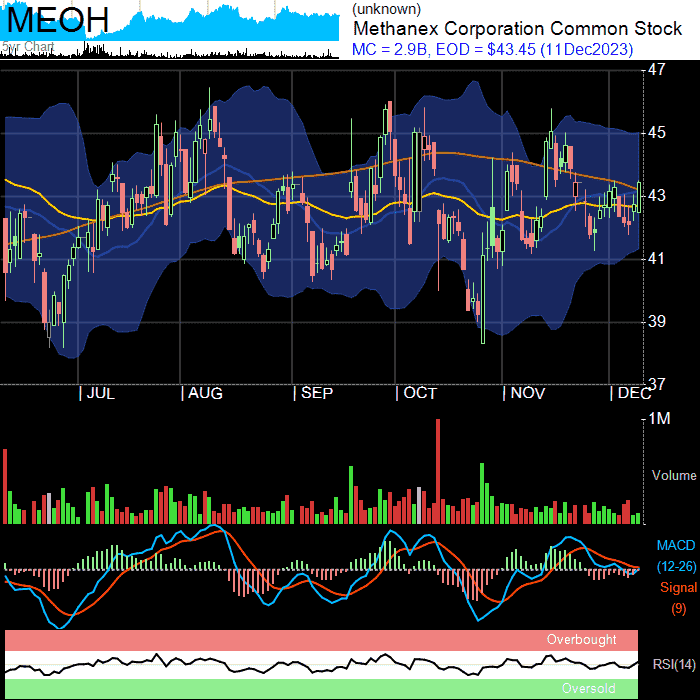 MEOH
5yr Chart
(unknown)
Methanex Corporation Common Stock
MC = 2.9B, EOD = $43.45 (11Dec2023)
47
45
43
41
39
37
JUL
AUG
SEP
OCT
NOV
DEC
1M
Volume
MACD
(12-26)
Signal
(9)
Overbought
RSI(14)
Oversold